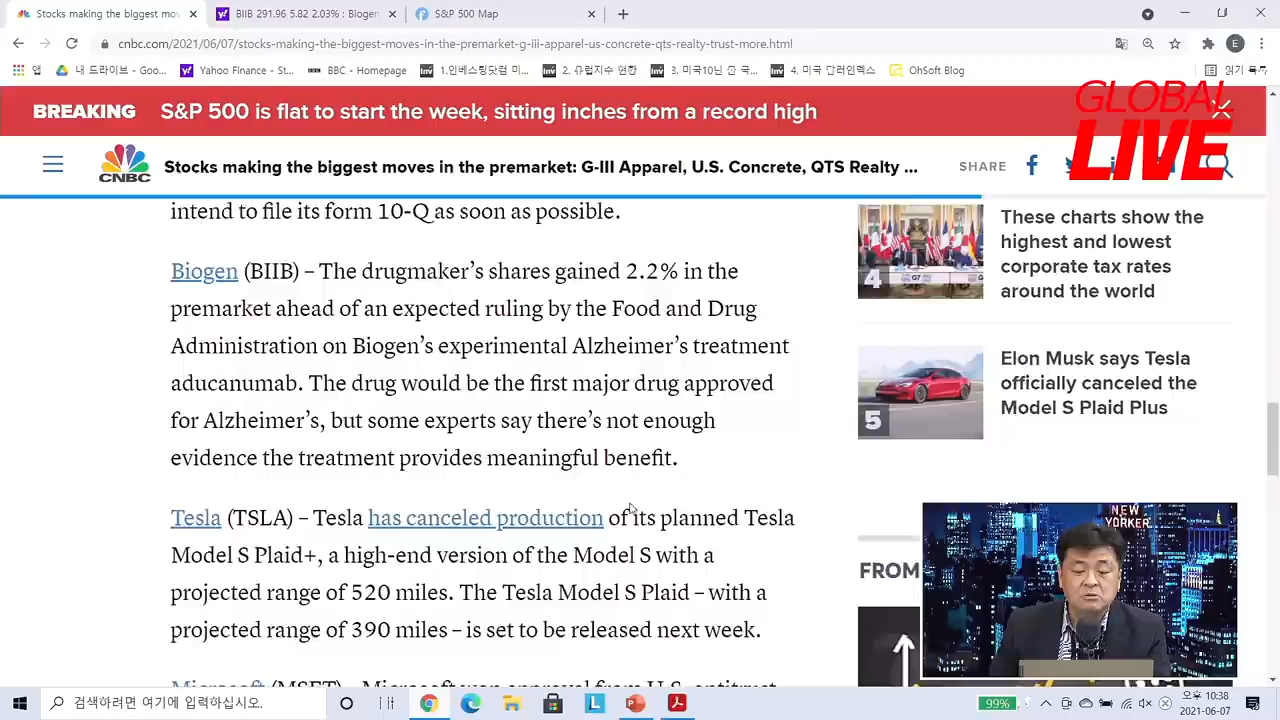 Stocks making the biggest mov
BIIB 291.96 5.82 2.03% : Biogen
S&P 500 Map
cnbc.com/2021/06/07/stocks-making-the-biggest-moves-in-the-premarket-g-iii-apparel-us-concrete-qts-realty-trust-more.html
E
앱
내 드라이브 - Goo...
Yahoo Finance - St...
BBC - Homepage
1.인베스팅닷컴 미...
2. 유럽지수 현황
3. 미국10년 만 국...
4. 미국 달러인덱스
OhSoft Blog
읽기 목록
BREAKING S&P 500 is flat to start the week, sitting inches from a record high
GLOBAL
LIVE
CNBC
Stocks making the biggest moves in the premarket: G-III Apparel, U.S. Concrete, QTS Realty ...
SHARE
intend to file its form 10-Q as soon as possible.
Biogen (BIIB) – The drugmaker’s shares gained 2.2% in the
premarket ahead of an expected ruling by the Food and Drug
Administration on Biogen’s experimental Alzheimer’s treatment
aducanumab. The drug would be the first major drug approved
for Alzheimer’s, but some experts say there’s not enough
evidence the treatment provides meaningful benefit.
Tesla (TSLA) – Tesla has canceled production of its planned Tesla
Model S Plaid+, a high-end version of the Model S with a
projected range of 520 miles. The Tesla Model S Plaid – with a
projected range of 390 miles – is set to be released next week.
4
These charts show the
highest and lowest
corporate tax rates
around the world
5
Elon Musk says Tesla
officially canceled the
Model S Plaid Plus
FROM
NEW
YORKER
검색하려면 여기에 입력하십시오.
99%
오후 10:38
2021-06-07